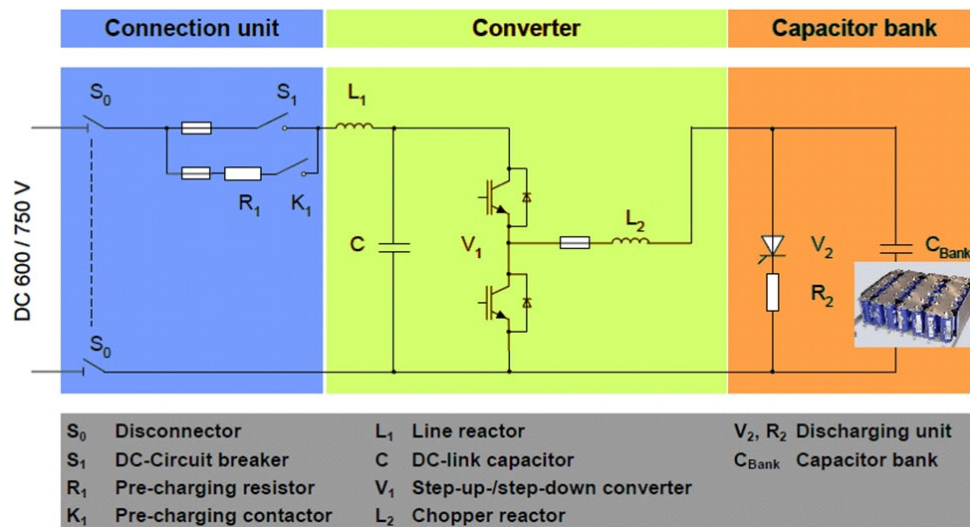 Connection unit Converter Capacitor bank
S0 S1 L1
R1 K1
DC 600 / 750 V
C V1 L2 V2 CBank
R2
S0
S0 Disconnector L1 Line reactor V2, R2 Discharging unit
S1 DC-Circuit breaker C DC-link capacitor CBank Capacitor bank
R1 Pre-charging resistor V1 Step-up-/step-down converter
K1 Pre-charging contactor L2 Chopper reactor